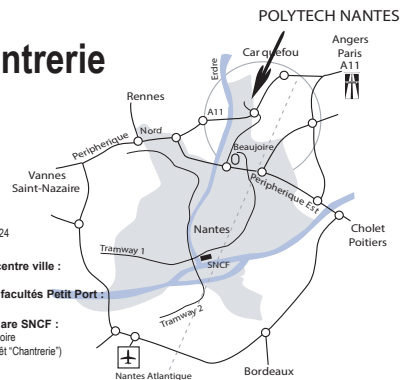 POLYTECH NANTES
ntrerie
Carquefou
Angers
Paris
A11
Erdre
Rennes
A11
Peripherique Nord
Beaujoire
Vannes
Saint-Nazaire
Peripherique Est
24
Nantes
Cholet
Poitiers
Tramway 1
SNCF
centre ville :
facultés Petit Port :
are SNCF :
oire
êt “Chantrerie”)
Tramway 2
Nantes Atlantique
Bordeaux